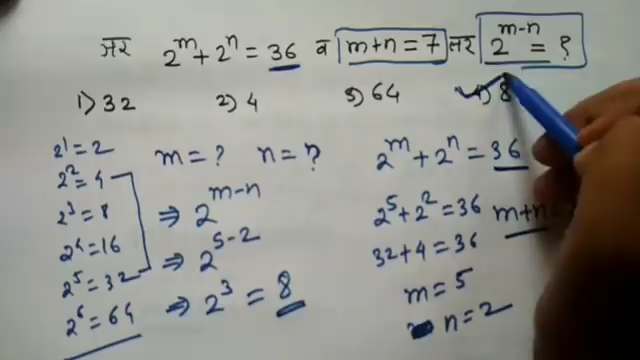 जर 2^m + 2^n = 36 व m+n=7 तर 2^(m-n) = ?
1) 32 2) 4 3) 64 4) 8
2^1 = 2
2^2 = 4
2^3 = 8
2^4 = 16
2^5 = 32
2^6 = 64
m = ? n = ?
⇒ 2^(m-n)
⇒ 2^(5-2)
⇒ 2^3 = 8
2^m + 2^n = 36
2^5 + 2^2 = 36 m+n
32 + 4 = 36
m = 5
n = 2